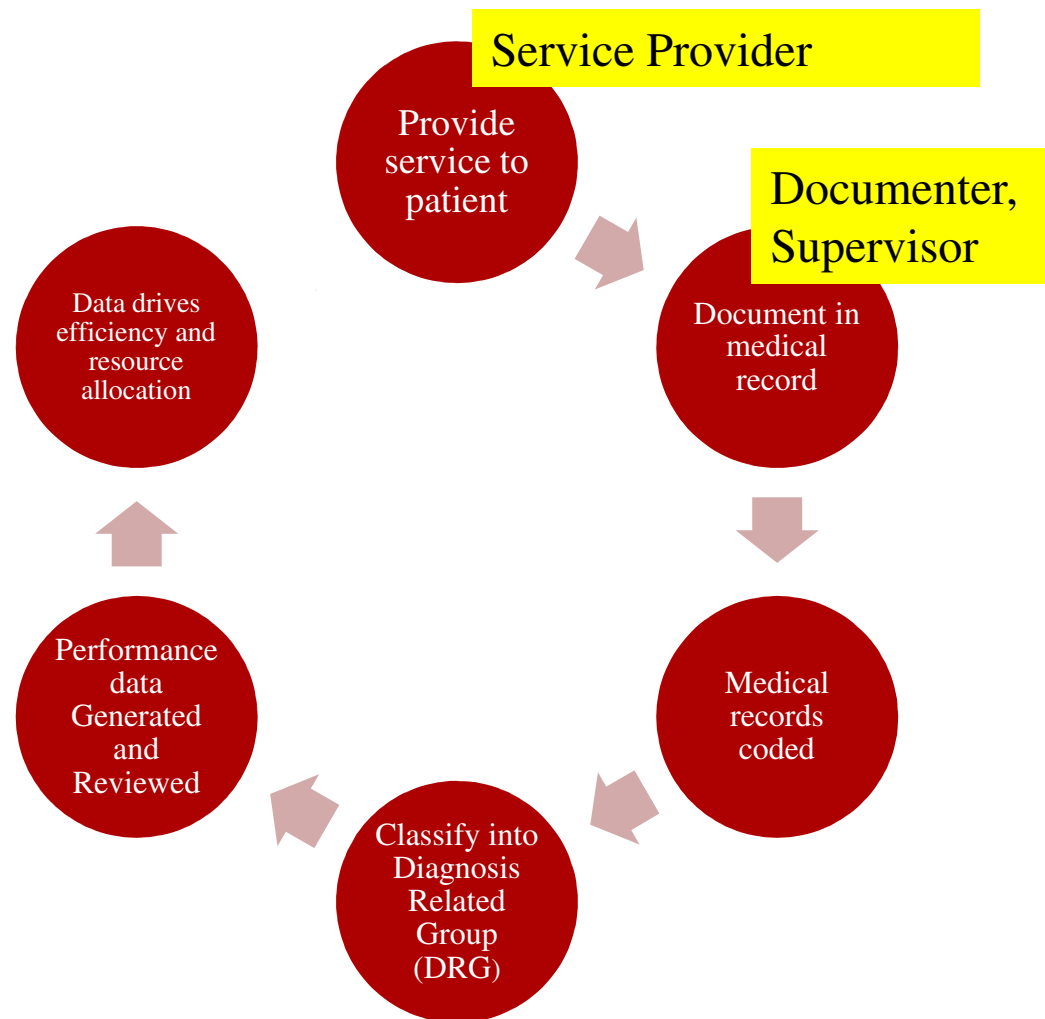 Service Provider
Provide
service to
patient
Documenter,
Supervisor
Document in
medical
record
Medical
records
coded
Classify into
Diagnosis
Related
Group
(DRG)
Performance
data
Generated
and
Reviewed
Data drives
efficiency and
resource
allocation